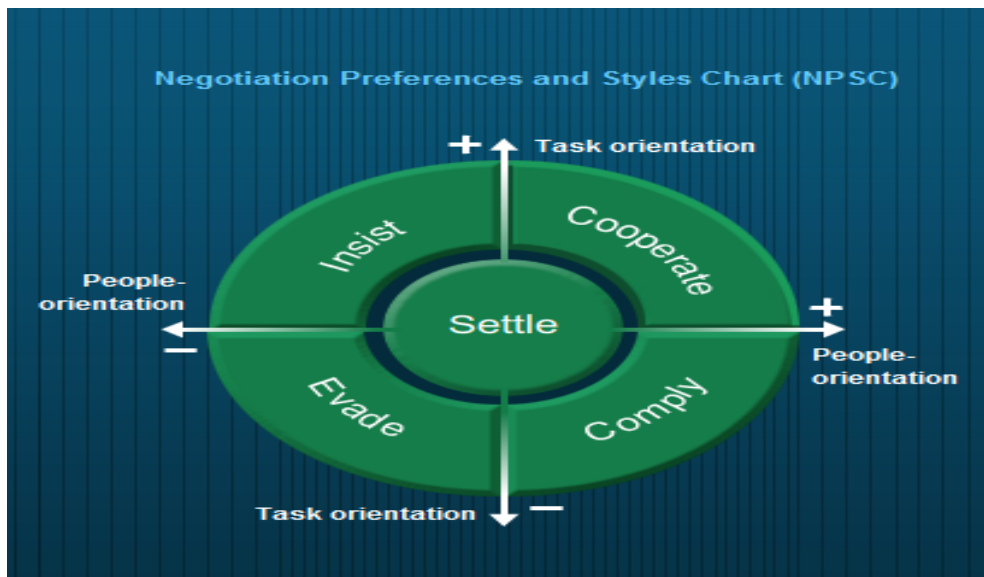 Negotiation Preferences and Styles Chart (NPSC)
+
Task orientation
Insist
Cooperate
People-
orientation
−
Settle
+
People-
orientation
Evade
Comply
Task orientation
−